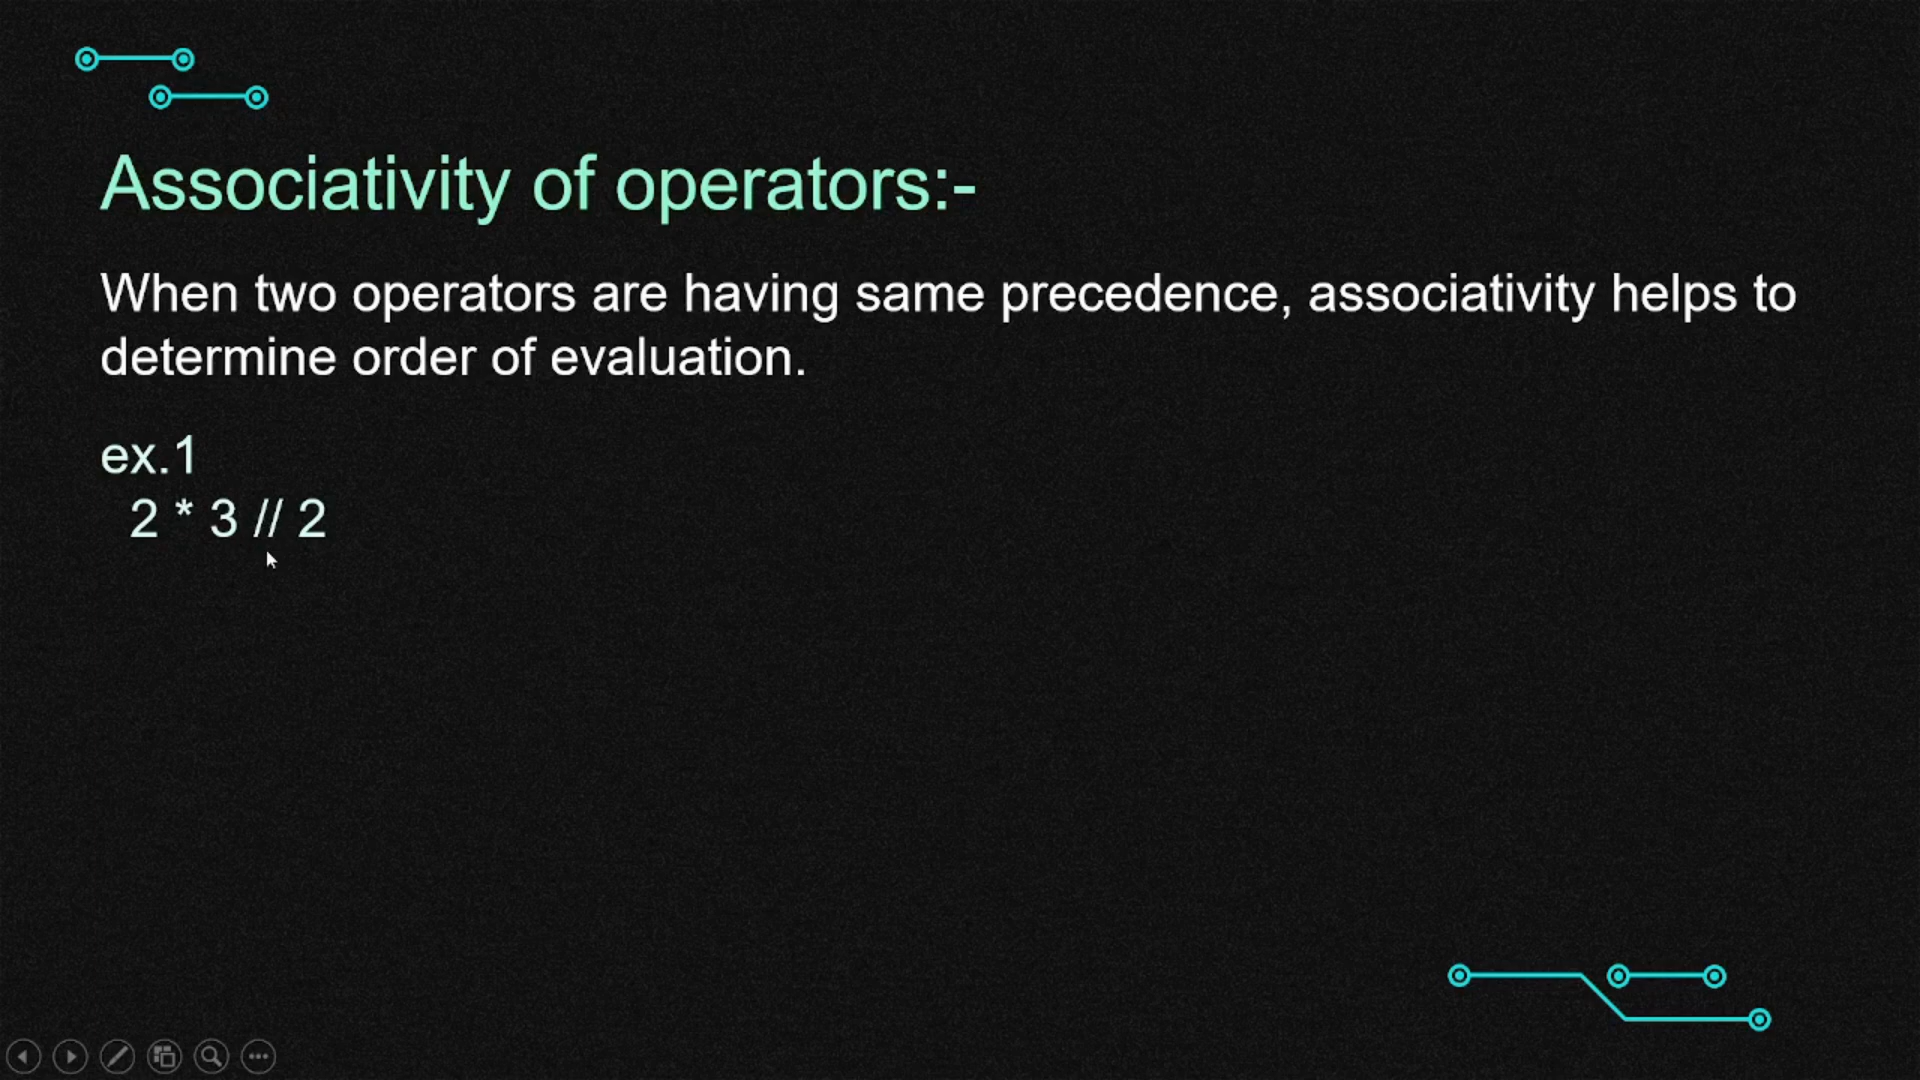 Associativity of operators:-
When two operators are having same precedence, associativity helps to
determine order of evaluation.
ex.1
2 * 3 // 2